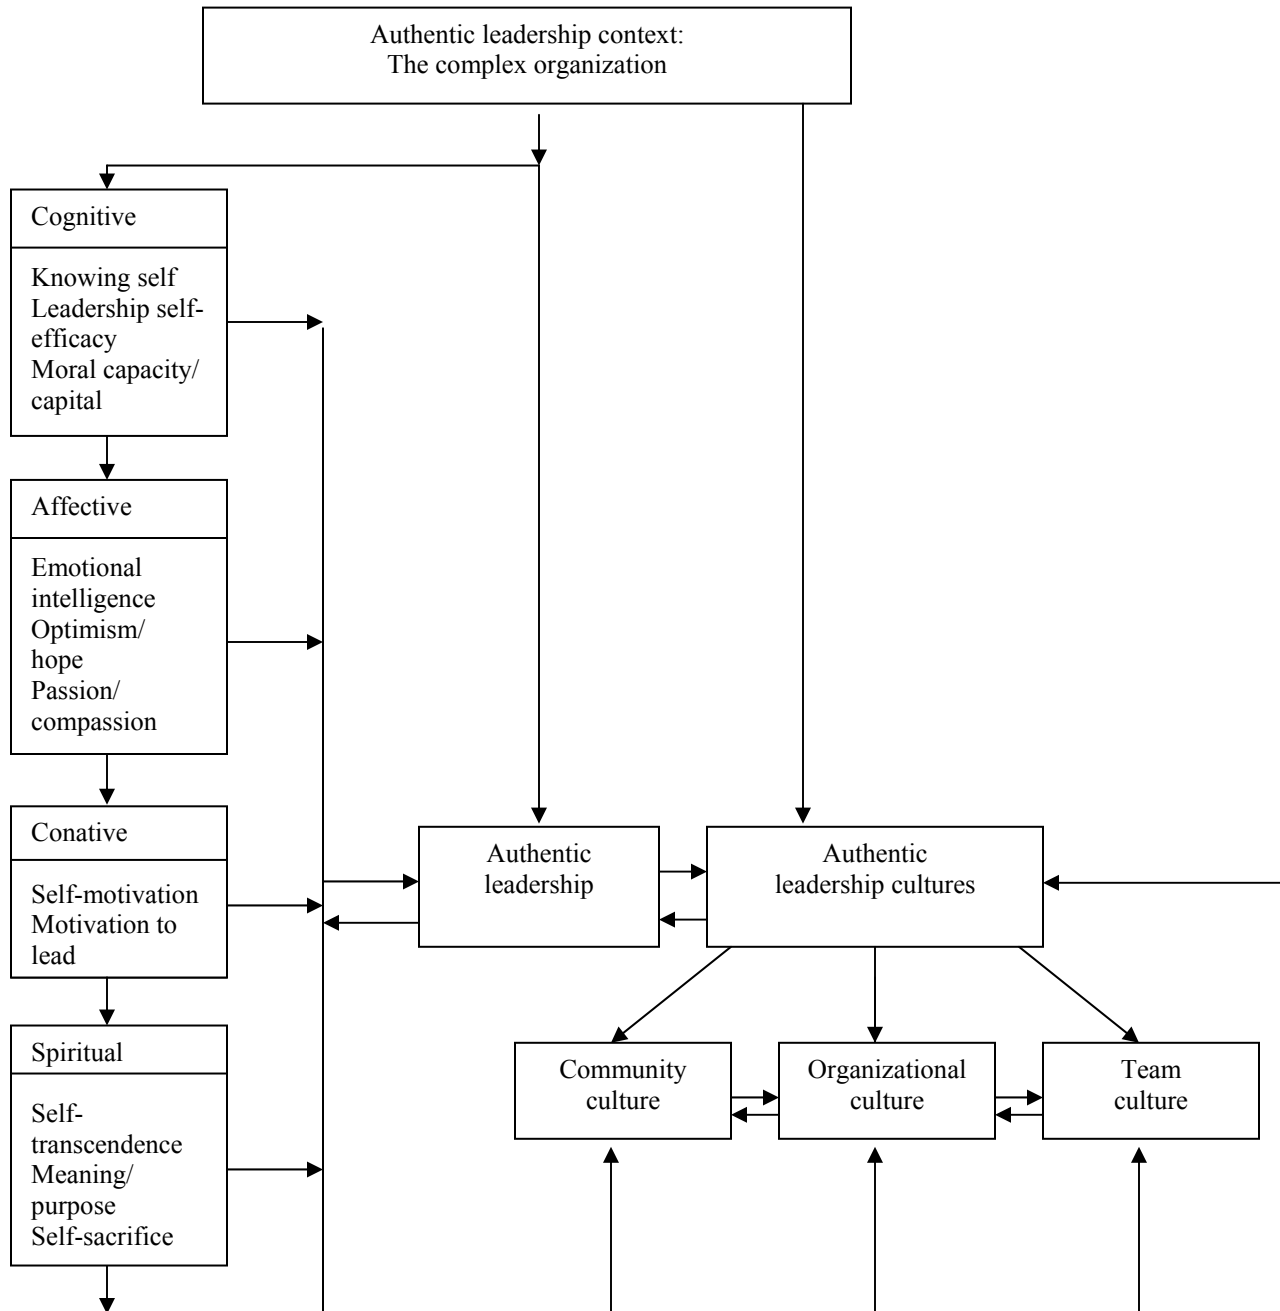 Authentic leadership context:
The complex organization
Cognitive
Knowing self
Leadership self-
efficacy
Moral capacity/
capital
Affective
Emotional
intelligence
Optimism/
hope
Passion/
compassion
Conative
Self-motivation
Motivation to
lead
Spiritual
Self-
transcendence
Meaning/
purpose
Self-sacrifice
Authentic
leadership
Authentic
leadership cultures
Community
culture
Organizational
culture
Team
culture